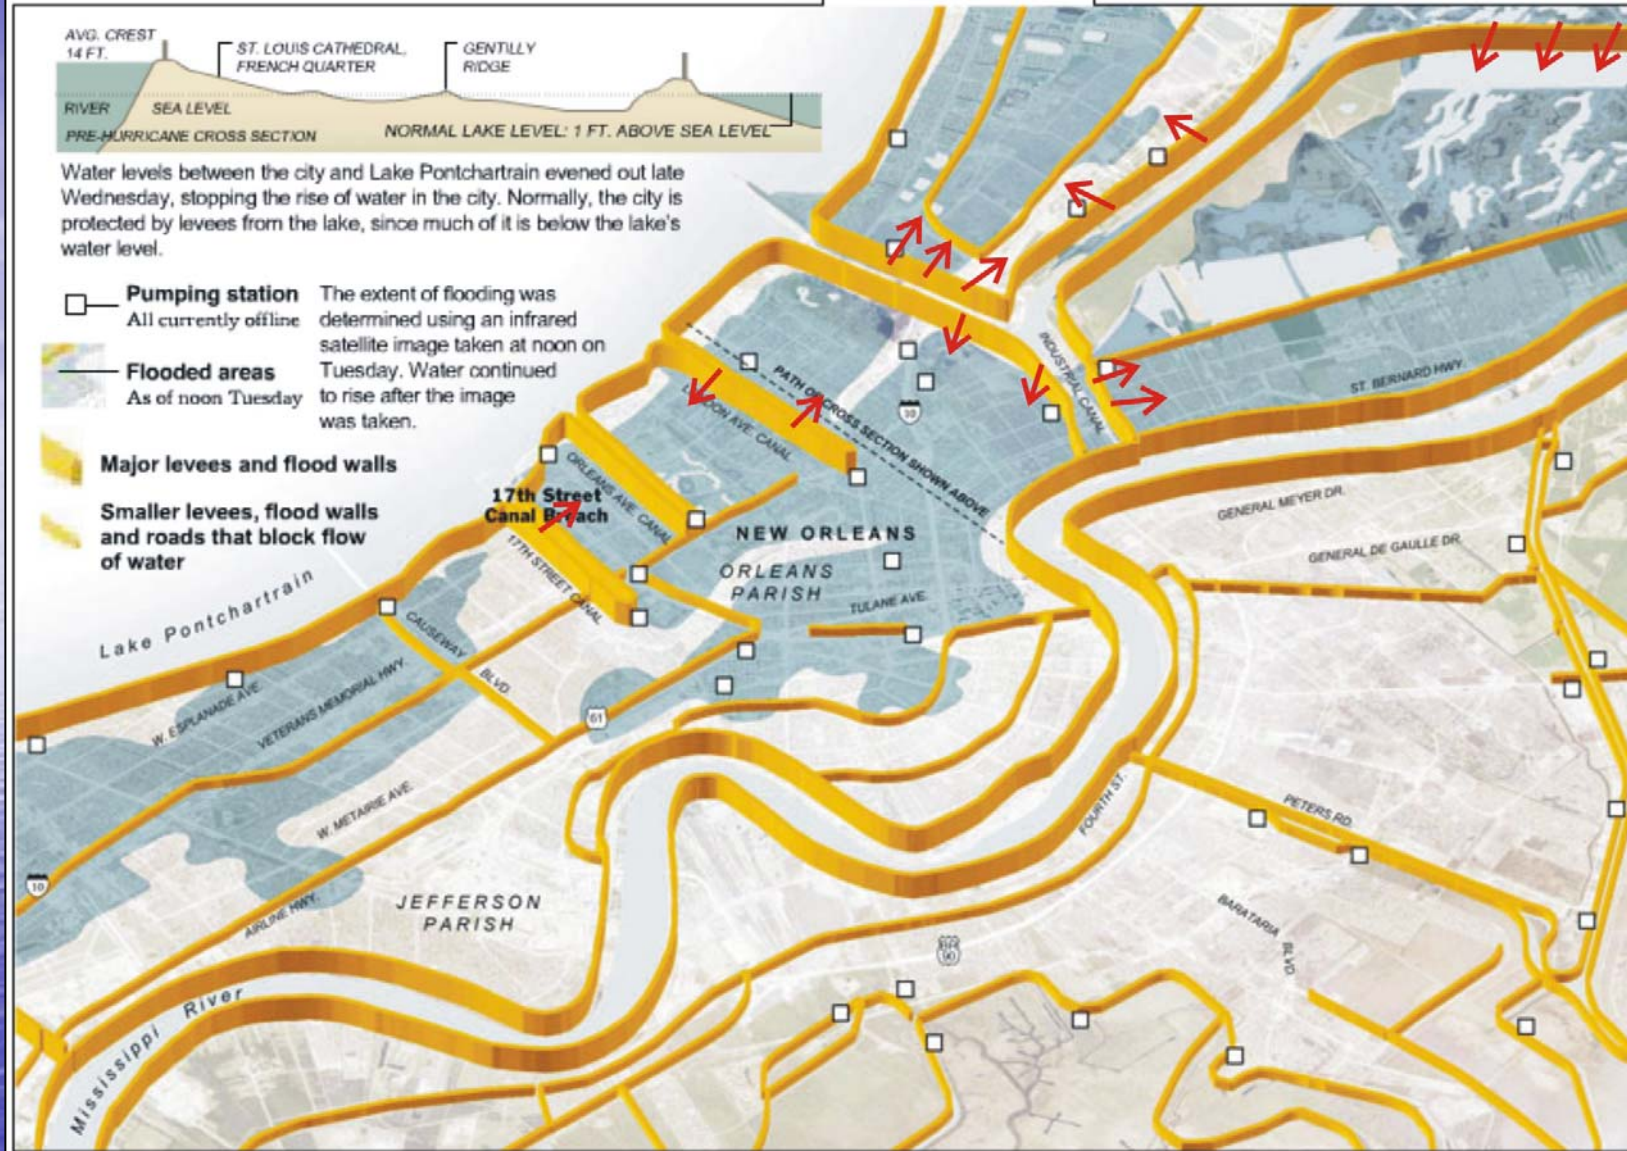 AVG. CREST
14 FT.
ST. LOUIS CATHEDRAL,
FRENCH QUARTER
GENTILLY
RIDGE
RIVER
SEA LEVEL
PRE-HURRICANE CROSS SECTION
NORMAL LAKE LEVEL: 1 FT. ABOVE SEA LEVEL
Water levels between the city and Lake Pontchartrain evened out late
Wednesday, stopping the rise of water in the city. Normally, the city is
protected by levees from the lake, since much of it is below the lake's
water level.
Pumping station
All currently offline
Flooded areas
As of noon Tuesday
The extent of flooding was
determined using an infrared
satellite image taken at noon on
Tuesday. Water continued
to rise after the image
was taken.
Major levees and flood walls
Smaller levees, flood walls
and roads that block flow
of water
17th Street
Canal Breach
PATH OF CROSS SECTION SHOWN ABOVE
LONDON AVE. CANAL
ORLEANS AVE. CANAL
17TH STREET CANAL
INDUSTRIAL CANAL
10
ST. BERNARD HWY.
NEW ORLEANS
ORLEANS
PARISH
TULANE AVE.
GENERAL MEYER DR.
GENERAL DE GAULLE DR.
Lake Pontchartrain
CAUSEWAY
BLVD
W. ESPLANADE AVE.
VETERANS MEMORIAL HWY.
61
W. METAIRIE AVE.
10
AIRLINE HWY.
JEFFERSON
PARISH
FOURTH ST.
PETERS RD.
BARATARIA
BLVD
90
Mississippi River